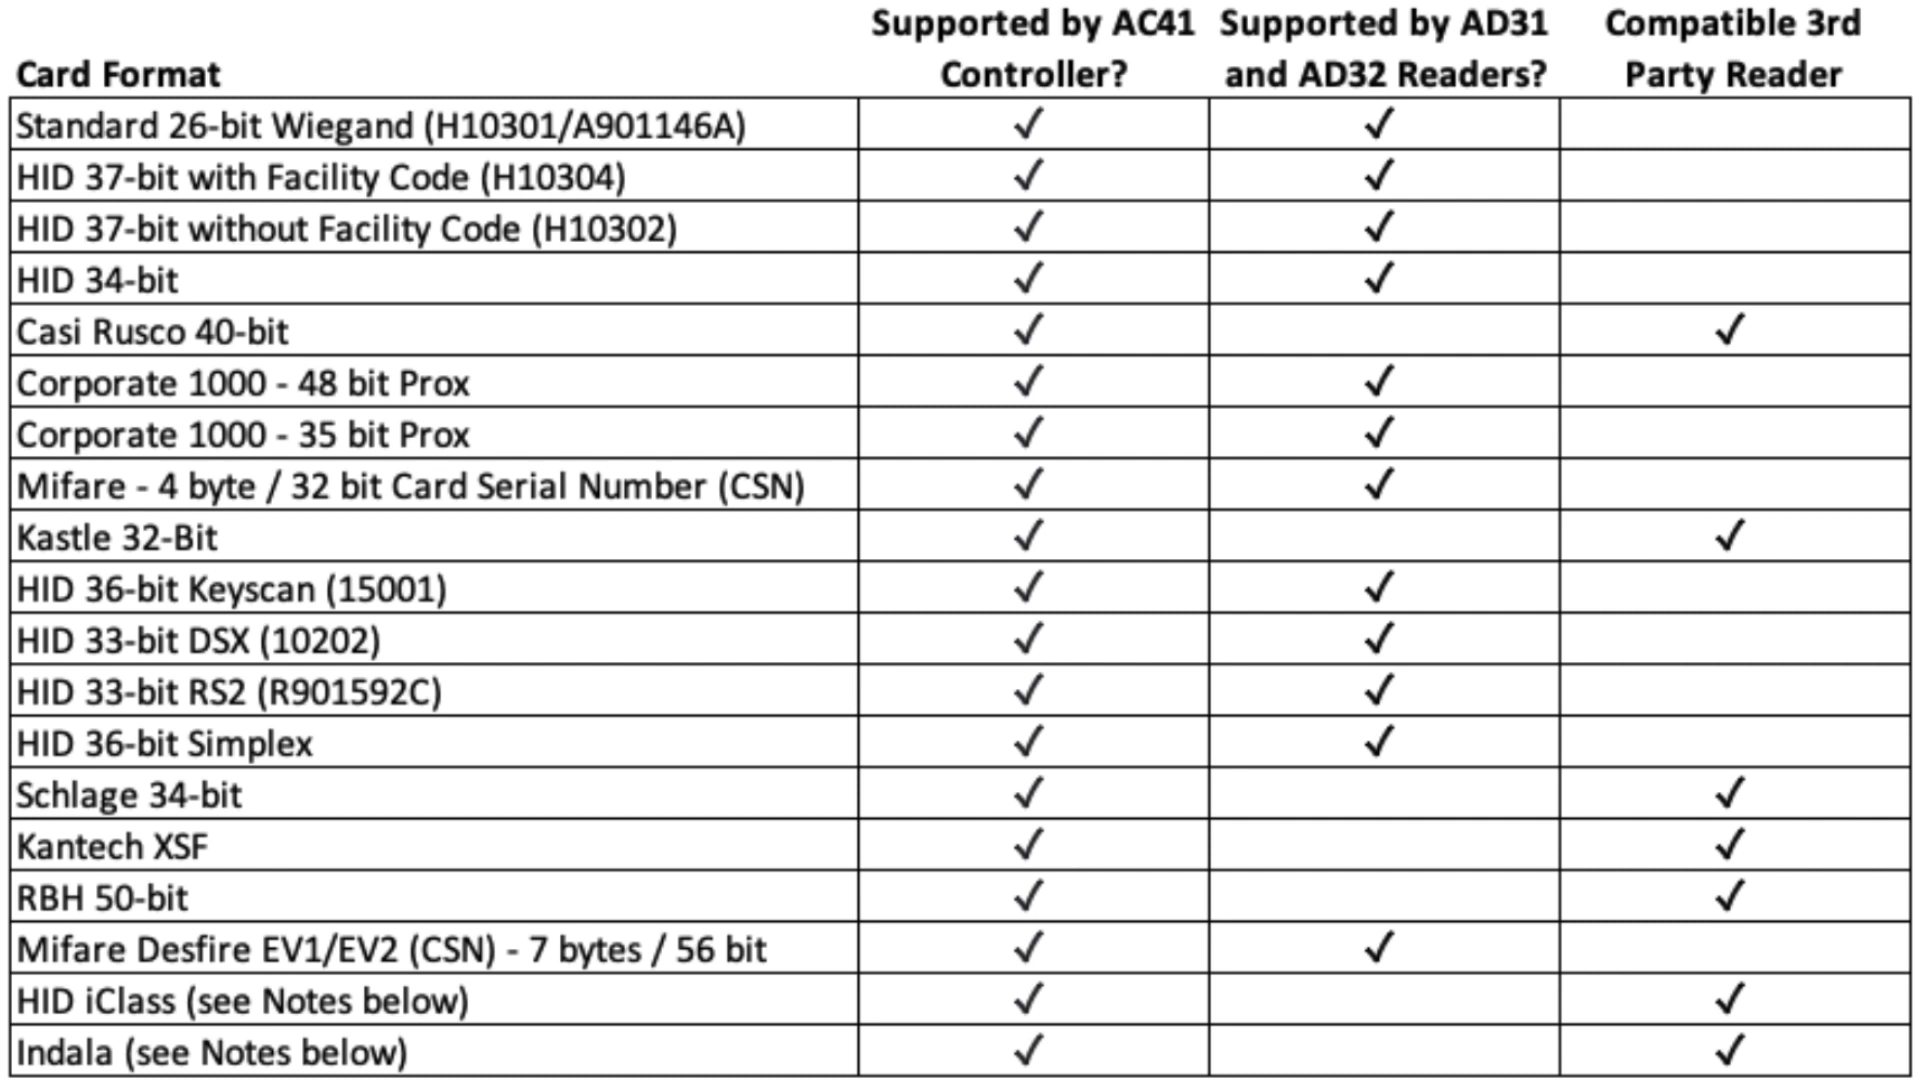 Card Format Supported by AC41 Controller? Supported by AD31 and AD32 Readers? Compatible 3rd Party Reader
Standard 26-bit Wiegand (H10301/A901146A) ✓ ✓
HID 37-bit with Facility Code (H10304) ✓ ✓
HID 37-bit without Facility Code (H10302) ✓ ✓
HID 34-bit ✓ ✓
Casi Rusco 40-bit ✓ ✓
Corporate 1000 - 48 bit Prox ✓ ✓
Corporate 1000 - 35 bit Prox ✓ ✓
Mifare - 4 byte / 32 bit Card Serial Number (CSN) ✓ ✓
Kastle 32-Bit ✓ ✓
HID 36-bit Keyscan (15001) ✓ ✓
HID 33-bit DSX (10202) ✓ ✓
HID 33-bit RS2 (R901592C) ✓ ✓
HID 36-bit Simplex ✓ ✓
Schlage 34-bit ✓ ✓
Kantech XSF ✓ ✓
RBH 50-bit ✓ ✓
Mifare Desfire EV1/EV2 (CSN) - 7 bytes / 56 bit ✓ ✓
HID iClass (see Notes below) ✓ ✓
Indala (see Notes below) ✓ ✓